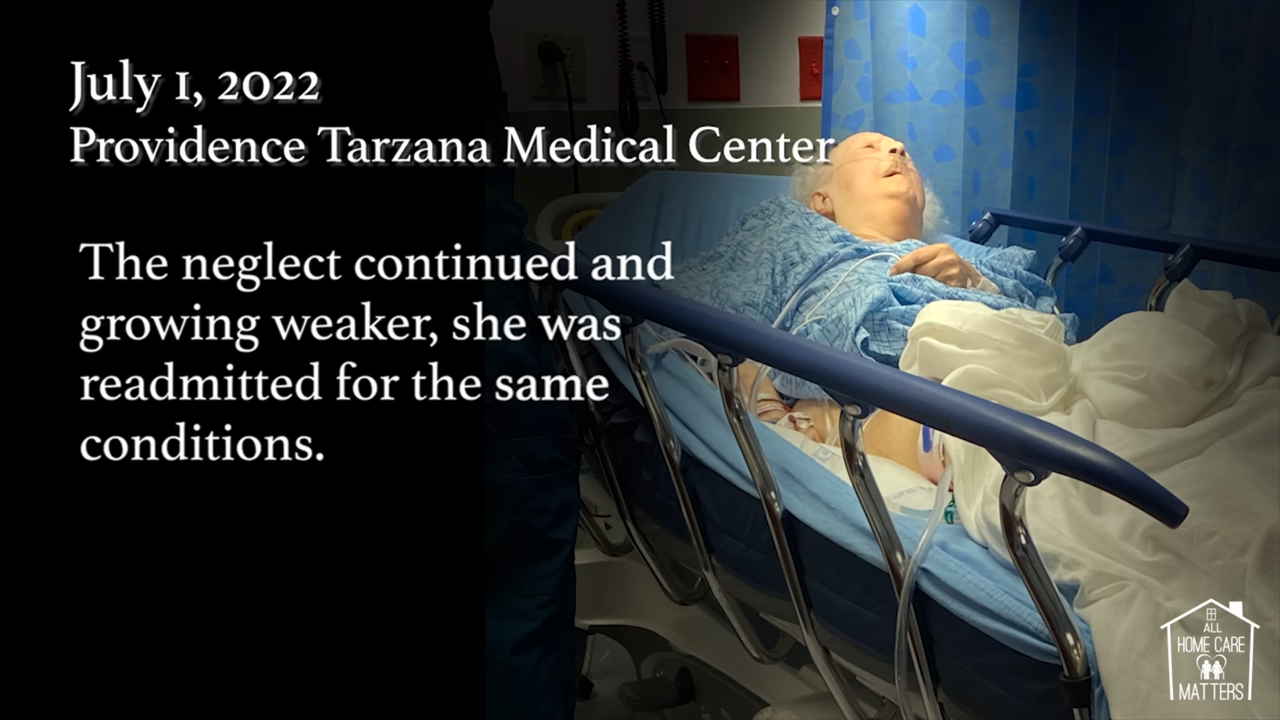 July 1, 2022
Providence Tarzana Medical Center
The neglect continued and
growing weaker, she was
readmitted for the same
conditions.
ALL
HOME CARE
MATTERS